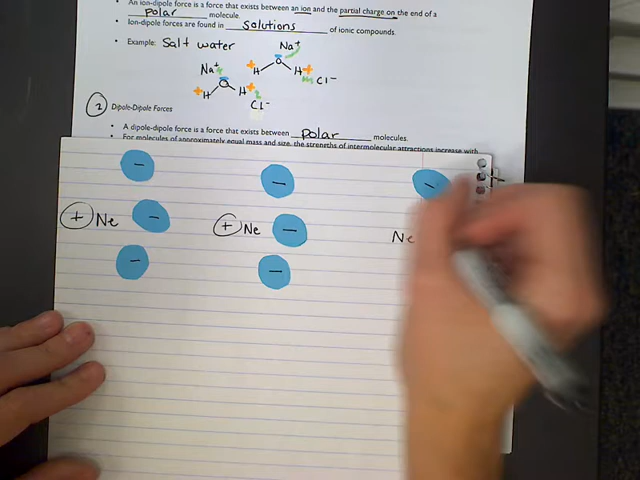 An ion-dipole force is a force that exists between an ion and the partial charge on the end of a
polar molecule.
• Ion-dipole forces are found in solutions of ionic compounds.
• Example: Salt water
Na+
+ H O H + Cl-
Na+
+ H O H +
Cl-
2 Dipole-Dipole Forces
• A dipole-dipole force is a force that exists between polar molecules.
• For molecules of approximately equal mass and size, the strengths of intermolecular attractions increase with
− − −
+ Ne − + Ne − Ne
− −